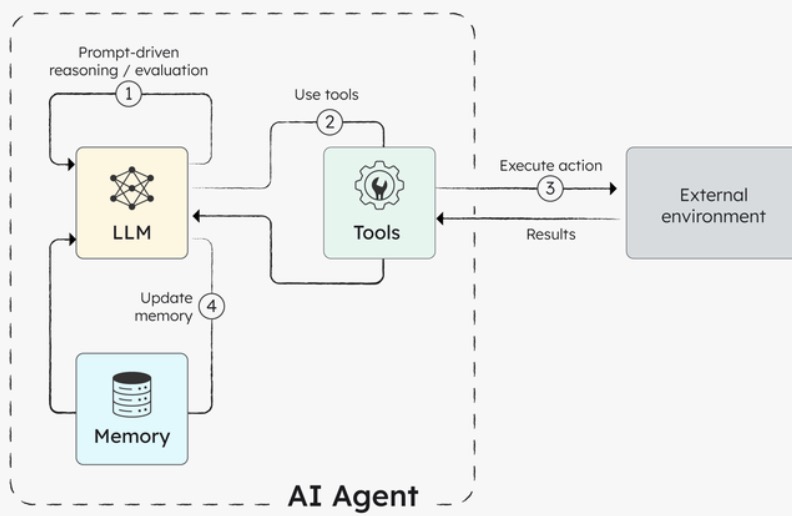 Prompt-driven
reasoning / evaluation
1
Use tools
2
LLM
Tools
Execute action
3
Results
External
environment
Update
memory
4
Memory
AI Agent